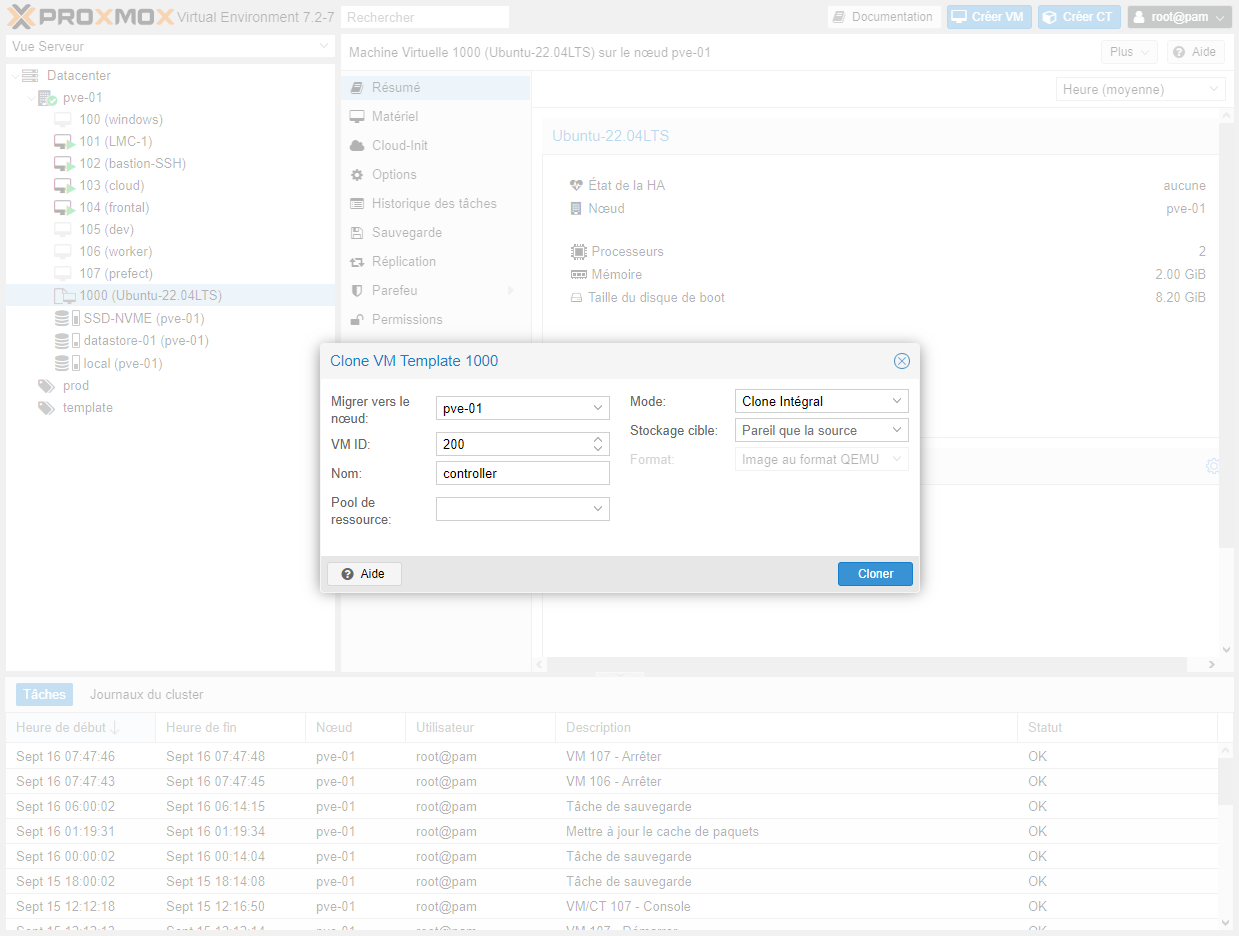 PROXMOX Virtual Environment 7.2-7 Rechercher Documentation Créer VM Créer CT root@pam
Vue Serveur
Datacenter
pve-01
100 (windows)
101 (LMC-1)
102 (bastion-SSH)
103 (cloud)
104 (frontal)
105 (dev)
106 (worker)
107 (prefect)
1000 (Ubuntu-22.04LTS)
SSD-NVME (pve-01)
datastore-01 (pve-01)
local (pve-01)
prod
template
Machine Virtuelle 1000 (Ubuntu-22.04LTS) sur le nœud pve-01 Plus Aide
Résumé
Matériel
Cloud-Init
Options
Historique des tâches
Sauvegarde
Réplication
Parefeu
Permissions
Heure (moyenne)
Ubuntu-22.04LTS
État de la HA aucune
Nœud pve-01
Processeurs 2
Mémoire 2.00 GiB
Taille du disque de boot 8.20 GiB
Clone VM Template 1000
Migrer vers le
nœud: pve-01
VM ID: 200
Nom: controller
Pool de
ressource:
Mode: Clone Intégral
Stockage cible: Pareil que la source
Format: Image au format QEMU
Aide Cloner
Tâches Journaux du cluster
Heure de début Heure de fin Nœud Utilisateur Description Statut
Sept 16 07:47:46 Sept 16 07:47:48 pve-01 root@pam VM 107 - Arrêter OK
Sept 16 07:47:43 Sept 16 07:47:45 pve-01 root@pam VM 106 - Arrêter OK
Sept 16 06:00:02 Sept 16 06:14:15 pve-01 root@pam Tâche de sauvegarde OK
Sept 16 01:19:31 Sept 16 01:19:34 pve-01 root@pam Mettre à jour le cache de paquets OK
Sept 16 00:00:02 Sept 16 00:14:04 pve-01 root@pam Tâche de sauvegarde OK
Sept 15 18:00:02 Sept 15 18:14:08 pve-01 root@pam Tâche de sauvegarde OK
Sept 15 12:12:18 Sept 15 12:16:50 pve-01 root@pam VM/CT 107 - Console OK